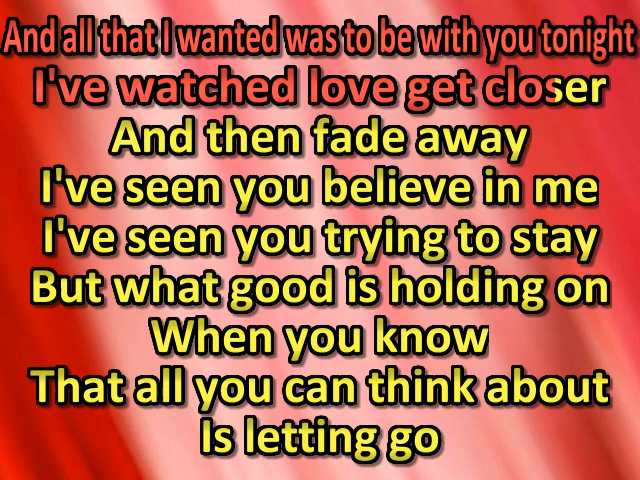 And all that I wanted was to be with you tonight
I've watched love get closer
And then fade away
I've seen you believe in me
I've seen you trying to stay
But what good is holding on
When you know
That all you can think about
Is letting go